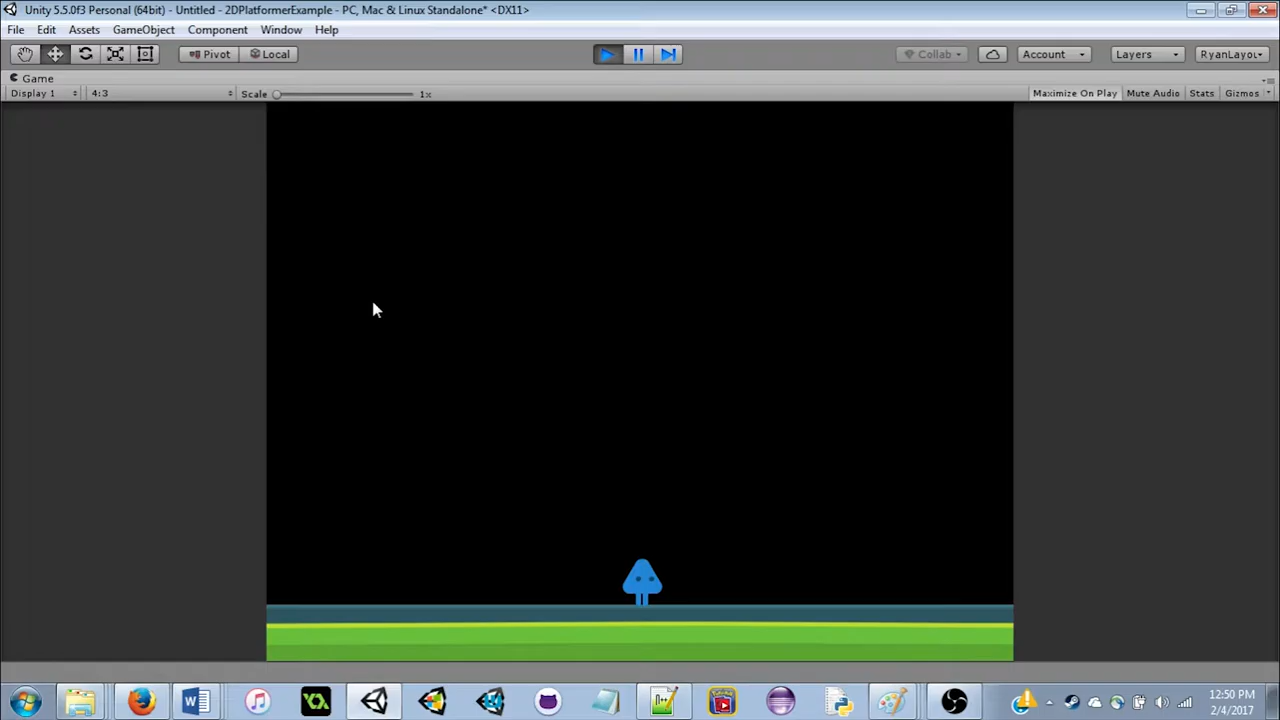 Unity 5.5.0f3 Personal (64bit) - Untitled - 2DPlatformerExample - PC, Mac & Linux Standalone* <DX11>
File Edit Assets GameObject Component Window Help
Pivot Local Collab Account Layers RyanLayou
Game
Display 1 4:3 Scale 1x Maximize On Play Mute Audio Stats Gizmos
12:50 PM
2/4/2017